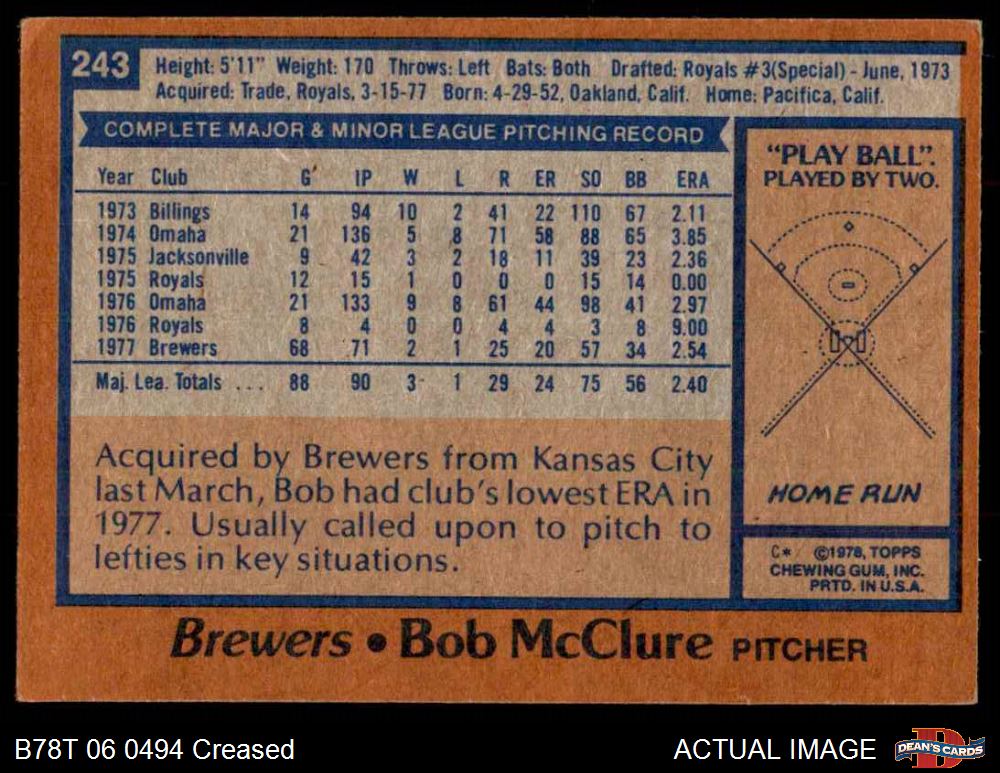 243
Height: 5'11" Weight: 170 Throws: Left Bats: Both Drafted: Royals #3(Special) - June, 1973
Acquired: Trade, Royals, 3-15-77 Born: 4-29-52, Oakland, Calif. Home: Pacifica, Calif.
COMPLETE MAJOR & MINOR LEAGUE PITCHING RECORD
Year Club G IP W L R ER SO BB ERA
1973 Billings 14 94 10 2 41 22 110 67 2.11
1974 Omaha 21 136 5 8 71 58 88 65 3.85
1975 Jacksonville 9 42 3 2 18 11 39 23 2.36
1975 Royals 12 15 1 0 0 0 15 14 0.00
1976 Omaha 21 133 9 8 61 44 98 41 2.97
1976 Royals 8 4 0 0 4 4 3 8 9.00
1977 Brewers 68 71 2 1 25 20 57 34 2.54
Maj. Lea. Totals ... 88 90 3 1 29 24 75 56 2.40
Acquired by Brewers from Kansas City
last March, Bob had club's lowest ERA in
1977. Usually called upon to pitch to
lefties in key situations.
"PLAY BALL".
PLAYED BY TWO.
HOME RUN
C* ©1978, TOPPS
CHEWING GUM, INC.
PRTD. IN U.S.A.
Brewers • Bob McClure PITCHER
B78T 06 0494 Creased
ACTUAL IMAGE
DEAN'S CARDS